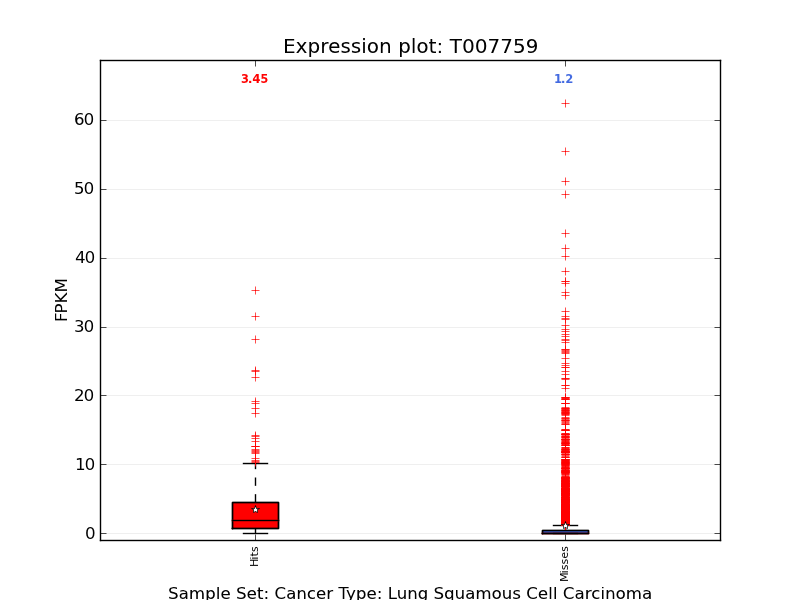 Expression plot: T007759
3.45
1.2
60
50
40
30
20
10
0
FPKM
Hits
Misses
Sample Set: Cancer Type: Lung Squamous Cell Carcinoma